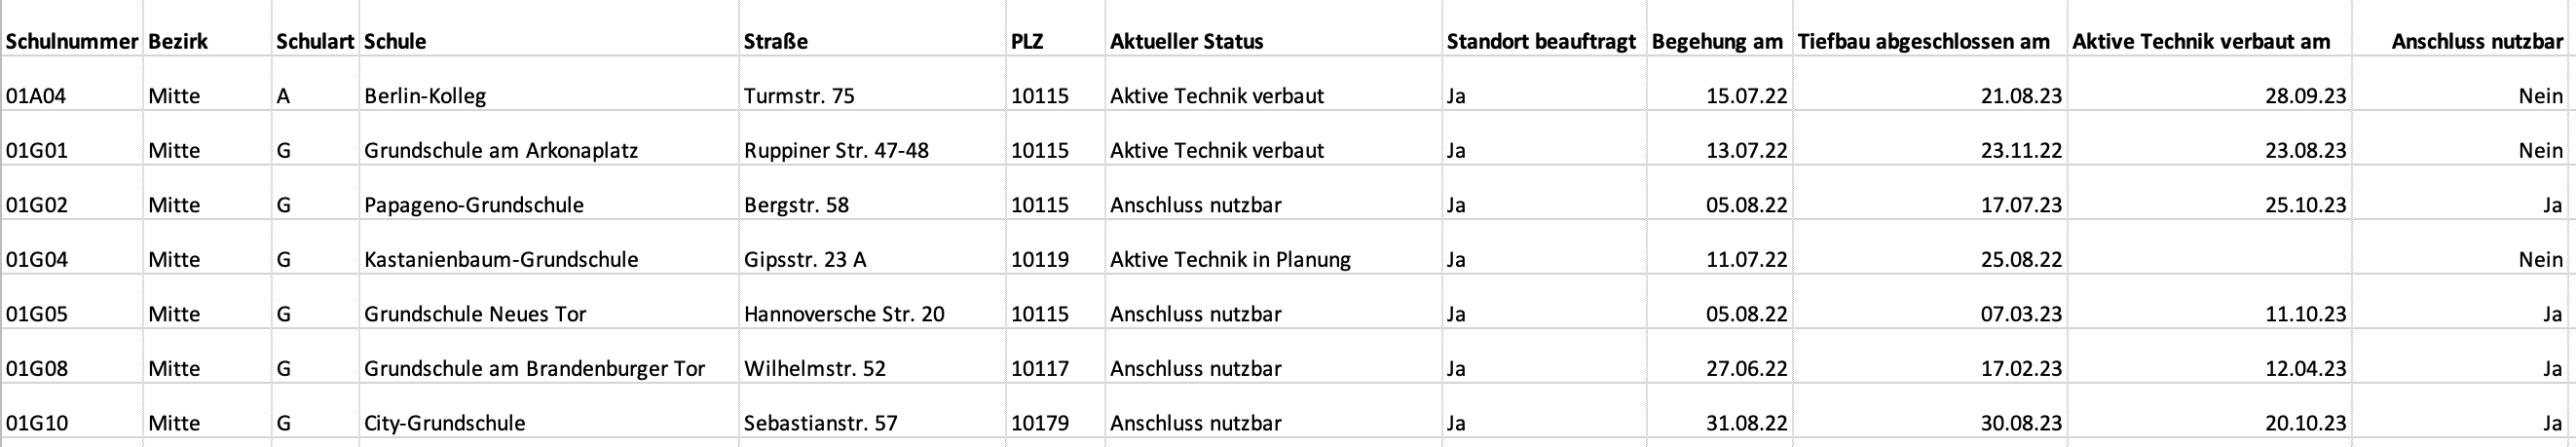 Schulnummer Bezirk Schulart Schule Straße PLZ Aktueller Status Standort beauftragt Begehung am Tiefbau abgeschlossen am Aktive Technik verbaut am Anschluss nutzbar
01A04 Mitte A Berlin-Kolleg Turmstr. 75 10115 Aktive Technik verbaut Ja 15.07.22 21.08.23 28.09.23 Nein
01G01 Mitte G Grundschule am Arkonaplatz Ruppiner Str. 47-48 10115 Aktive Technik verbaut Ja 13.07.22 23.11.22 23.08.23 Nein
01G02 Mitte G Papageno-Grundschule Bergstr. 58 10115 Anschluss nutzbar Ja 05.08.22 17.07.23 25.10.23 Ja
01G04 Mitte G Kastanienbaum-Grundschule Gipsstr. 23 A 10119 Aktive Technik in Planung Ja 11.07.22 25.08.22 Nein
01G05 Mitte G Grundschule Neues Tor Hannoversche Str. 20 10115 Anschluss nutzbar Ja 05.08.22 07.03.23 11.10.23 Ja
01G08 Mitte G Grundschule am Brandenburger Tor Wilhelmstr. 52 10117 Anschluss nutzbar Ja 27.06.22 17.02.23 12.04.23 Ja
01G10 Mitte G City-Grundschule Sebastianstr. 57 10179 Anschluss nutzbar Ja 31.08.22 30.08.23 20.10.23 Ja